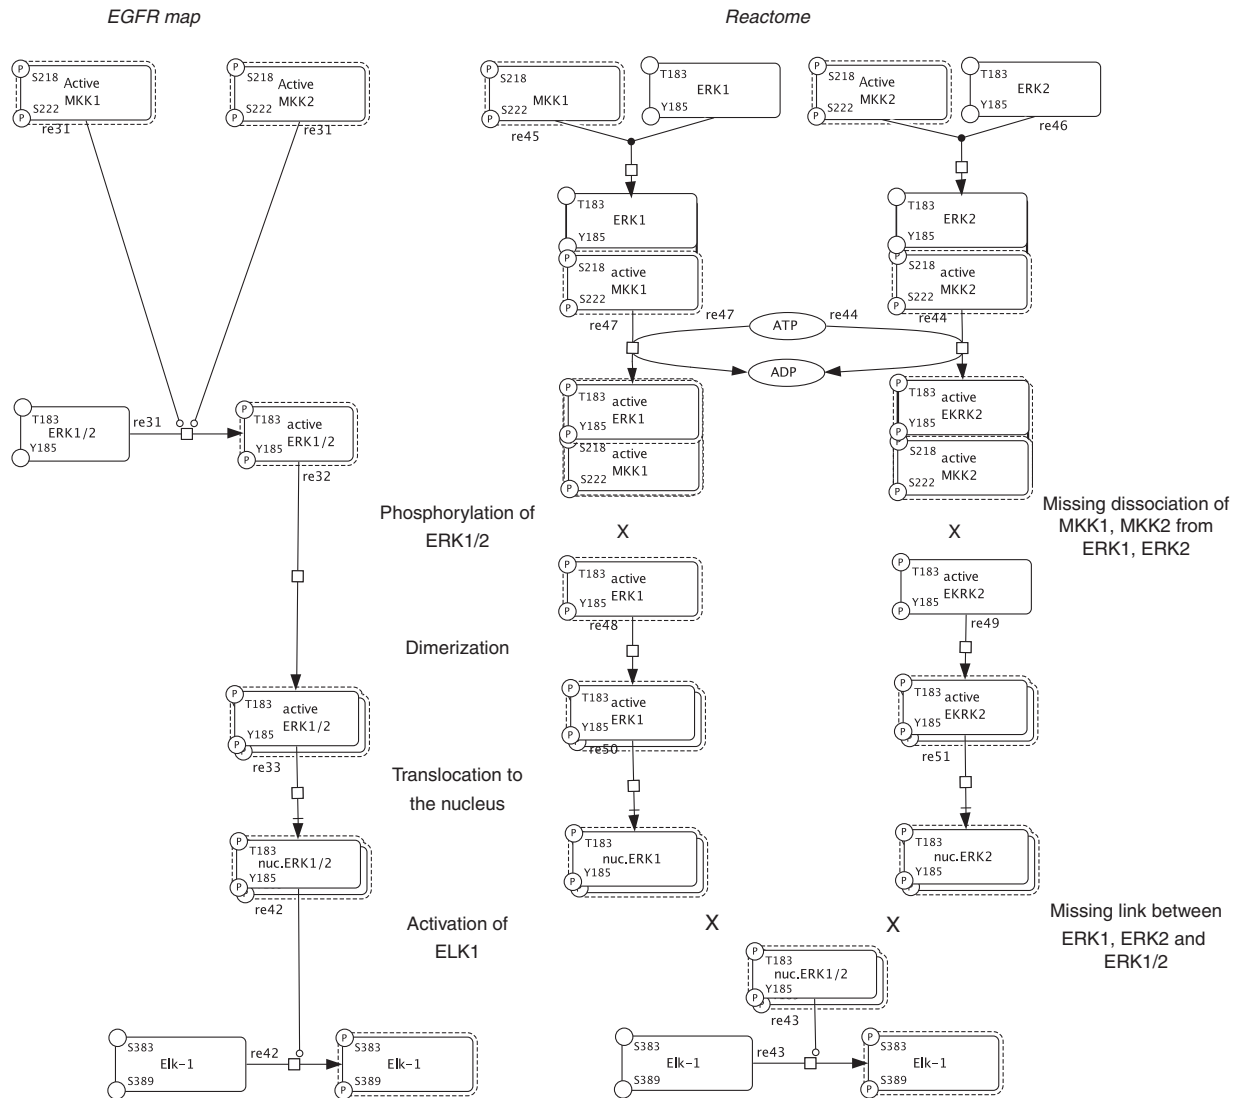 EGFR map
Reactome
P
S218
Active
MKK1
S222
P
re31
P
S218
Active
MKK2
S222
P
re31
P
S218
MKK1
S222
P
re45
T183
ERK1
Y185
P
S218
Active
MKK2
S222
P
T183
ERK2
Y185
re46
T183
ERK1
Y185
P
S218
active
MKK1
S222
P
re47
T183
ERK2
Y185
P
S218
active
MKK2
S222
P
re44
re47
ATP
re44
ADP
T183
ERK1/2
Y185
re31
P
T183
active
ERK1/2
Y185
P
re32
P
T183
active
ERK1
Y185
P
S218
active
MKK1
S222
P
P
T183
active
EKRK2
Y185
P
P
S218
active
MKK2
S222
P
Phosphorylation of
ERK1/2
X
X
Missing dissociation of
MKK1, MKK2 from
ERK1, ERK2
P
T183
active
ERK1
Y185
P
re48
P
T183
active
EKRK2
Y185
P
re49
Dimerization
P
T183
active
ERK1/2
Y185
P
P
re33
P
T183
active
ERK1
Y185
P
P
re50
P
T183
active
EKRK2
Y185
P
P
re51
Translocation to
the nucleus
P
T183
nuc.ERK1/2
Y185
P
P
re42
P
T183
nuc.ERK1
Y185
P
P
P
T183
nuc.ERK2
Y185
P
P
Activation of
ELK1
X
X
Missing link between
ERK1, ERK2 and
ERK1/2
P
T183
nuc.ERK1/2
Y185
P
P
re43
S383
Elk-1
S389
re42
P
S383
Elk-1
S389
P
S383
Elk-1
S389
re43
P
S383
Elk-1
S389
P